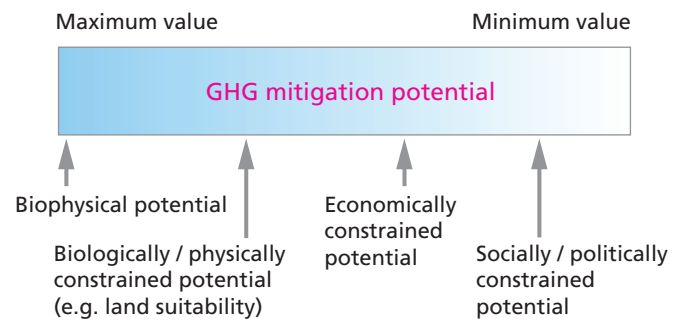 Maximum value
Minimum value
GHG mitigation potential
Biophysical potential
Biologically / physically
constrained potential
(e.g. land suitability)
Economically
constrained
potential
Socially / politically
constrained
potential